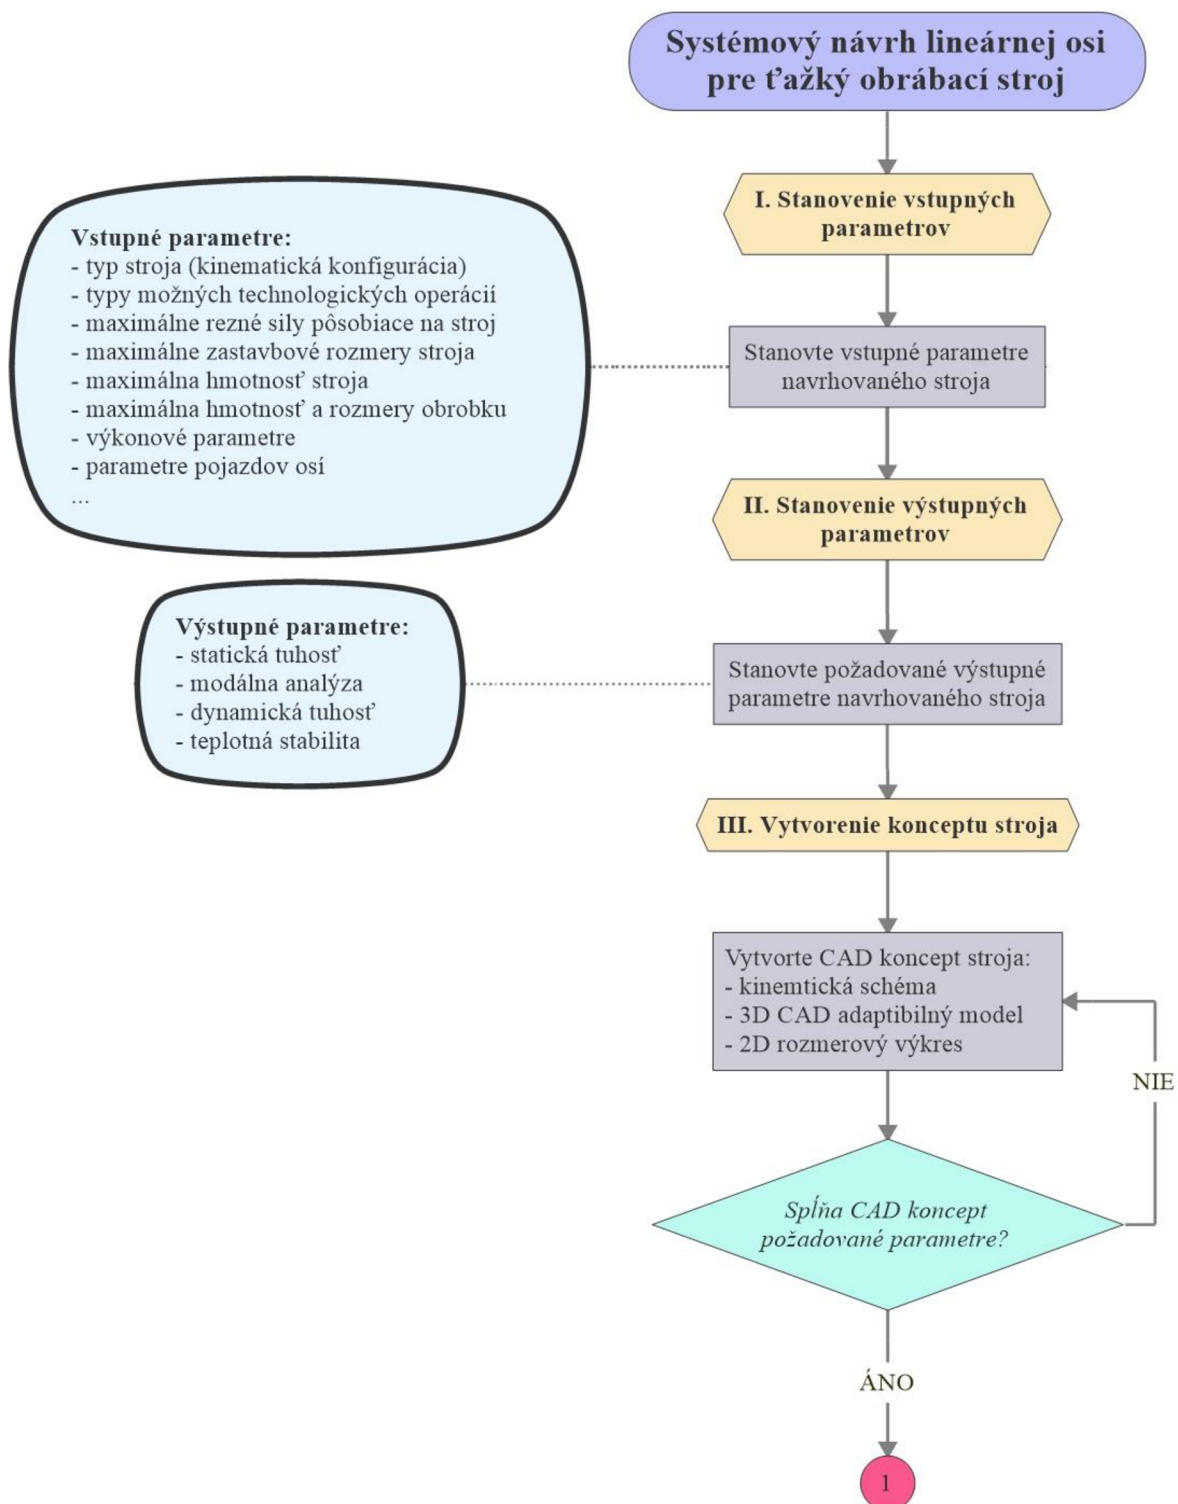 Systémový návrh lineárnej osi
pre ťažký obrábací stroj
I. Stanovenie vstupných
parametrov
Vstupné parametre:
- typ stroja (kinematická konfigurácia)
- typy možných technologických operácií
- maximálne rezné sily pôsobiace na stroj
- maximálne zastavbové rozmery stroja
- maximálna hmotnosť stroja
- maximálna hmotnosť a rozmery obrobku
- výkonové parametre
- parametre pojazdov osí
...
Stanovte vstupné parametre
navrhovaného stroja
II. Stanovenie výstupných
parametrov
Výstupné parametre:
- statická tuhosť
- modálna analýza
- dynamická tuhosť
- teplotná stabilita
Stanovte požadované výstupné
parametre navrhovaného stroja
III. Vytvorenie konceptu stroja
Vytvorte CAD koncept stroja:
- kinemtická schéma
- 3D CAD adaptibilný model
- 2D rozmerový výkres
NIE
Spĺňa CAD koncept
požadované parametre?
ÁNO
1